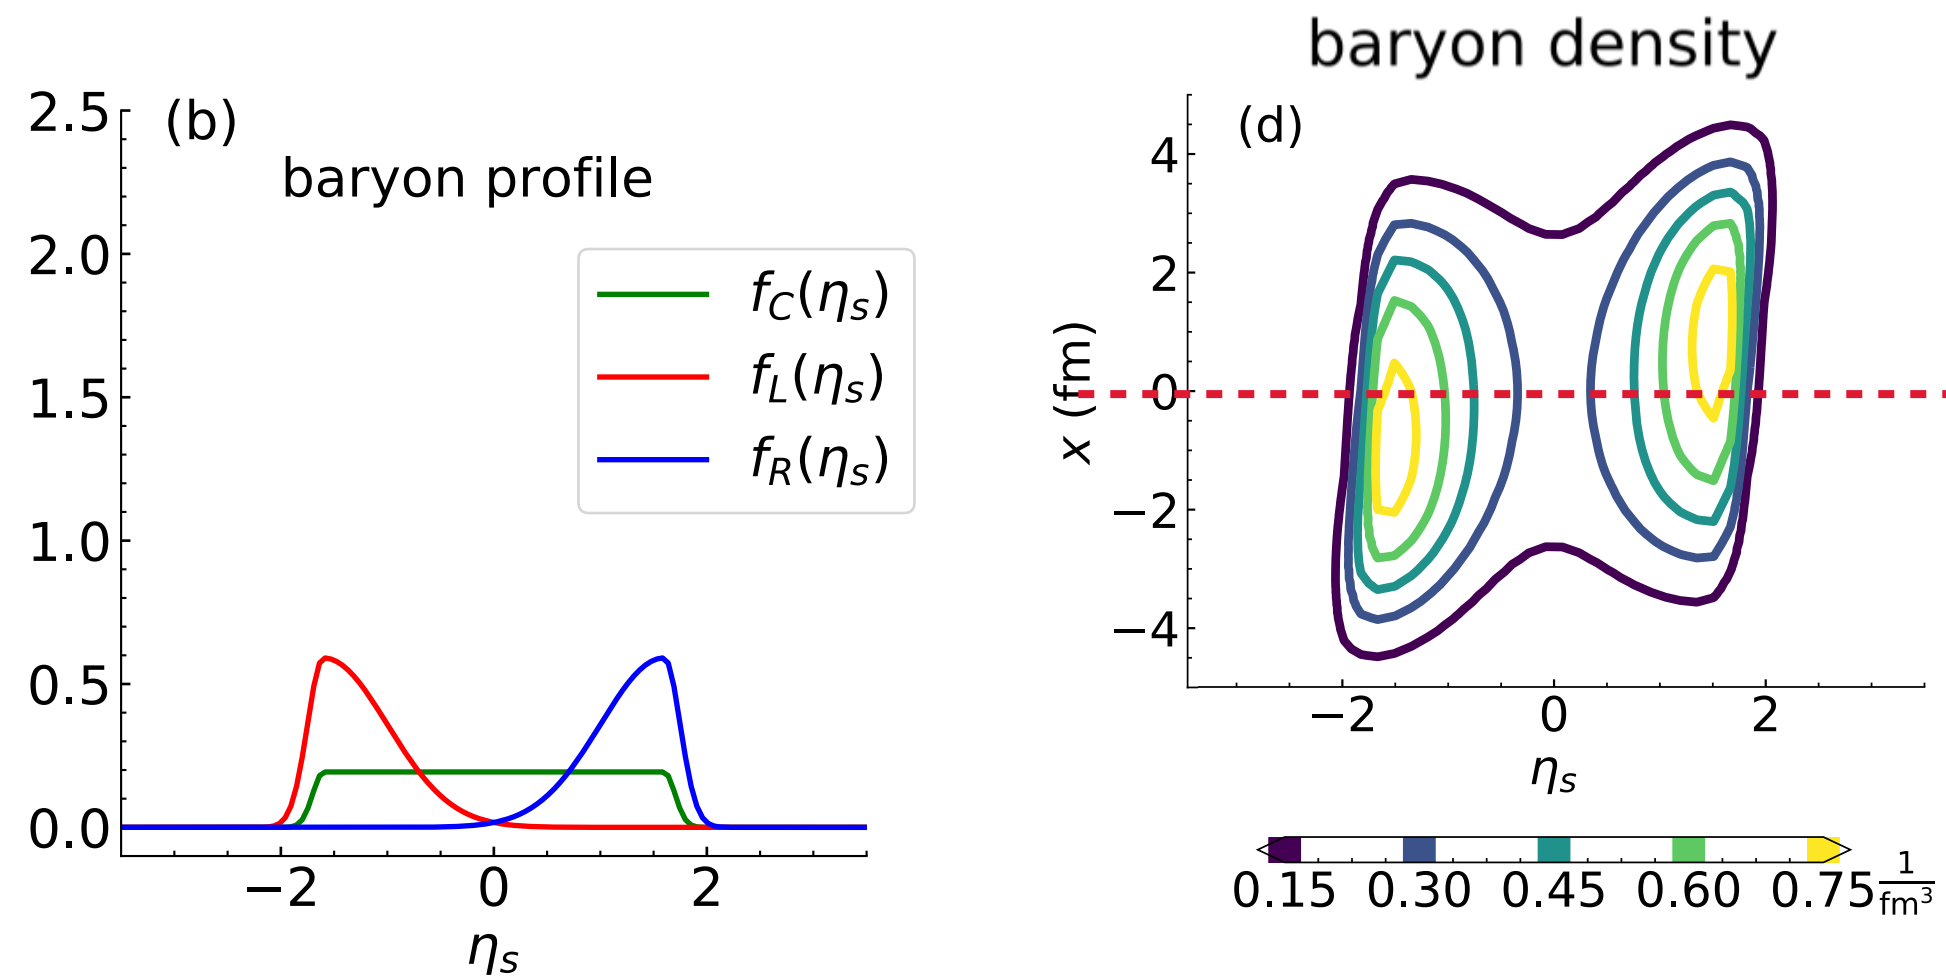 (b)
baryon profile
2.5
2.0
1.5
1.0
0.5
0.0
f_C(η_s)
f_L(η_s)
f_R(η_s)
−2 0 2
η_s
baryon density
(d)
x (fm)
4
2
0
−2
−4
−2 0 2
η_s
0.15 0.30 0.45 0.60 0.75 1/fm³